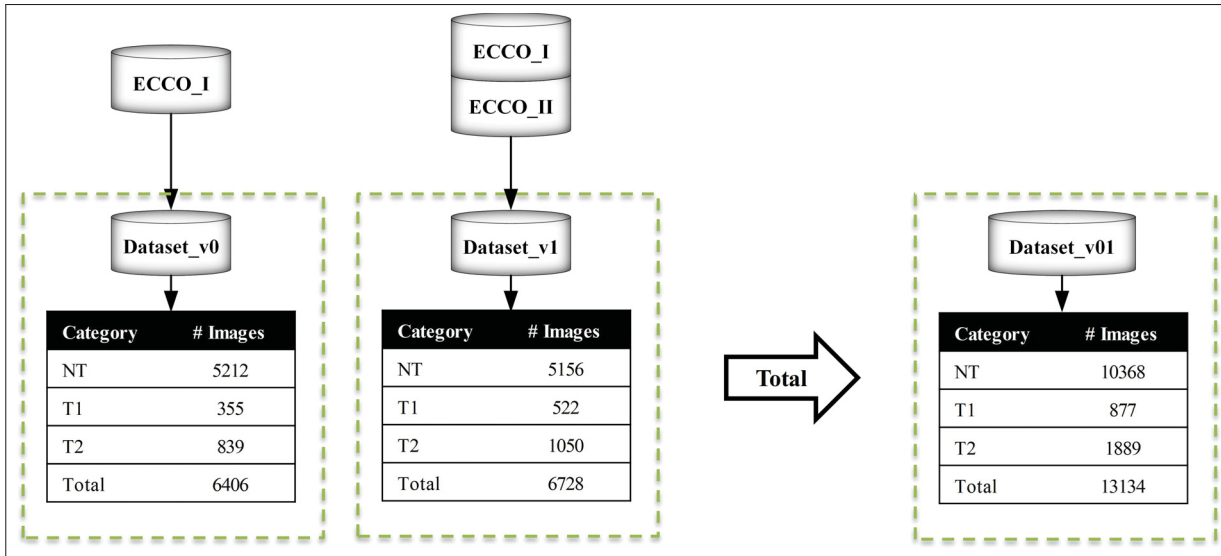 ECCO_I
Dataset_v0
Category # Images
NT 5212
T1 355
T2 839
Total 6406
ECCO_I
ECCO_II
Dataset_v1
Category # Images
NT 5156
T1 522
T2 1050
Total 6728
Total
Dataset_v01
Category # Images
NT 10368
T1 877
T2 1889
Total 13134